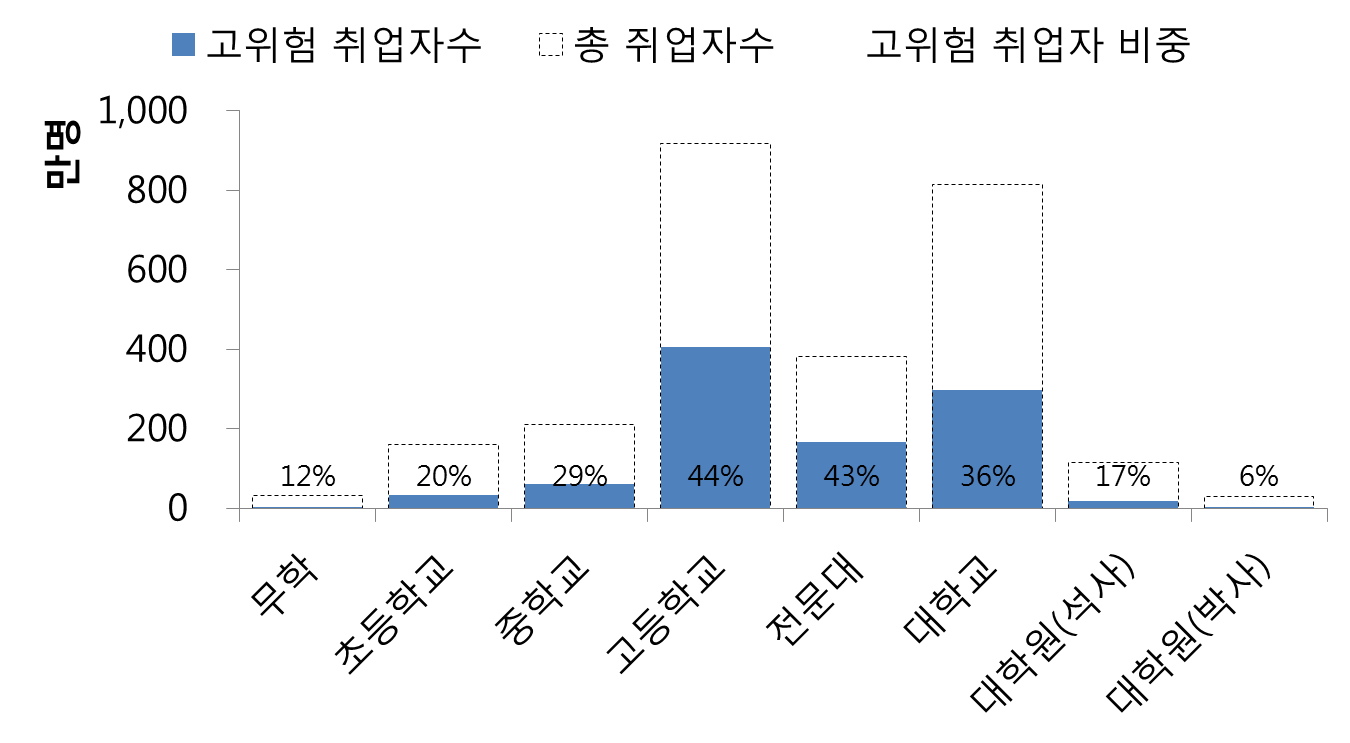 고위험 취업자수 총 취업자수 고위험 취업자 비중
만명
1,000
800
600
400
200
0
12% 20% 29% 44% 43% 36% 17% 6%
무학 초등학교 중학교 고등학교 전문대 대학교 대학원(석사) 대학원(박사)